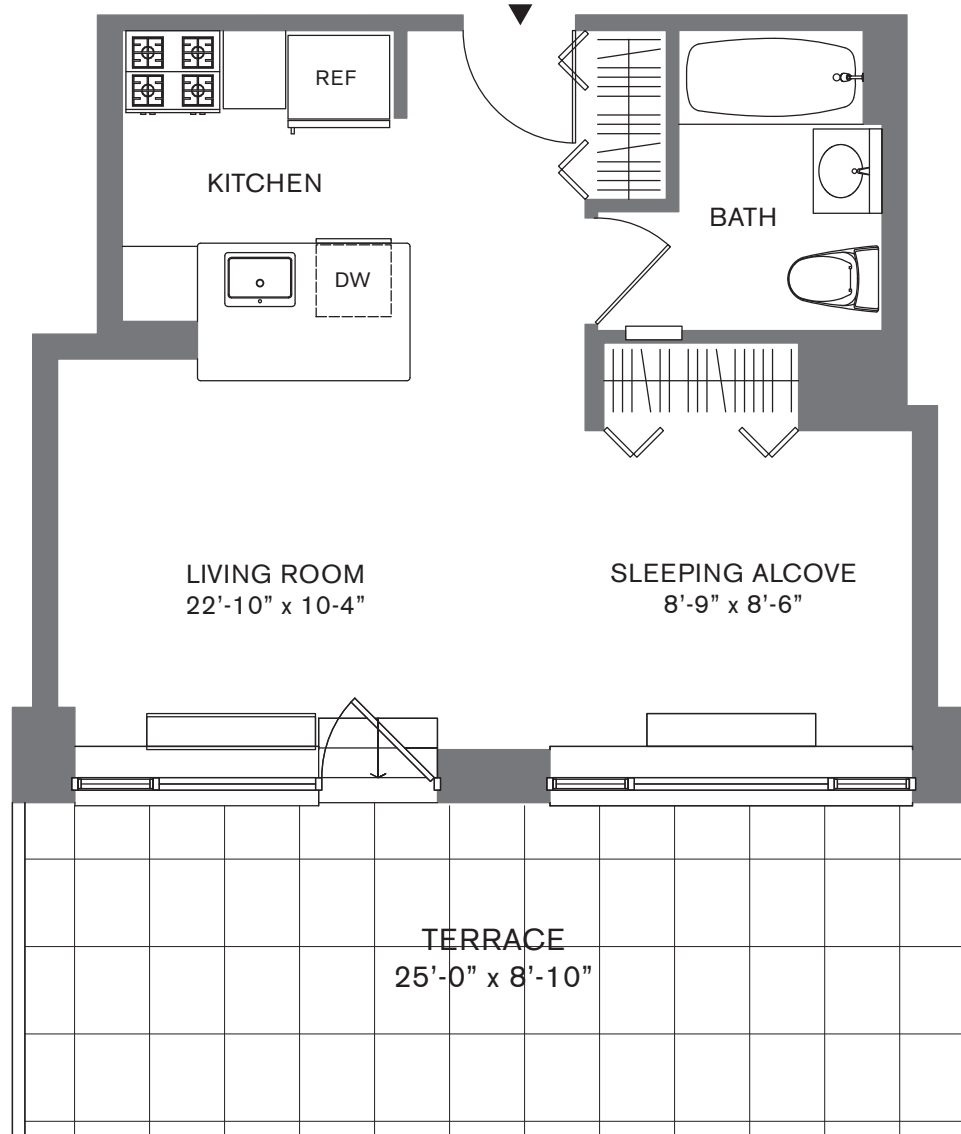 REF
KITCHEN
BATH
DW
LIVING ROOM
22’-10” x 10-4”
SLEEPING ALCOVE
8’-9” x 8’-6”
TERRACE
25’-0” x 8’-10”